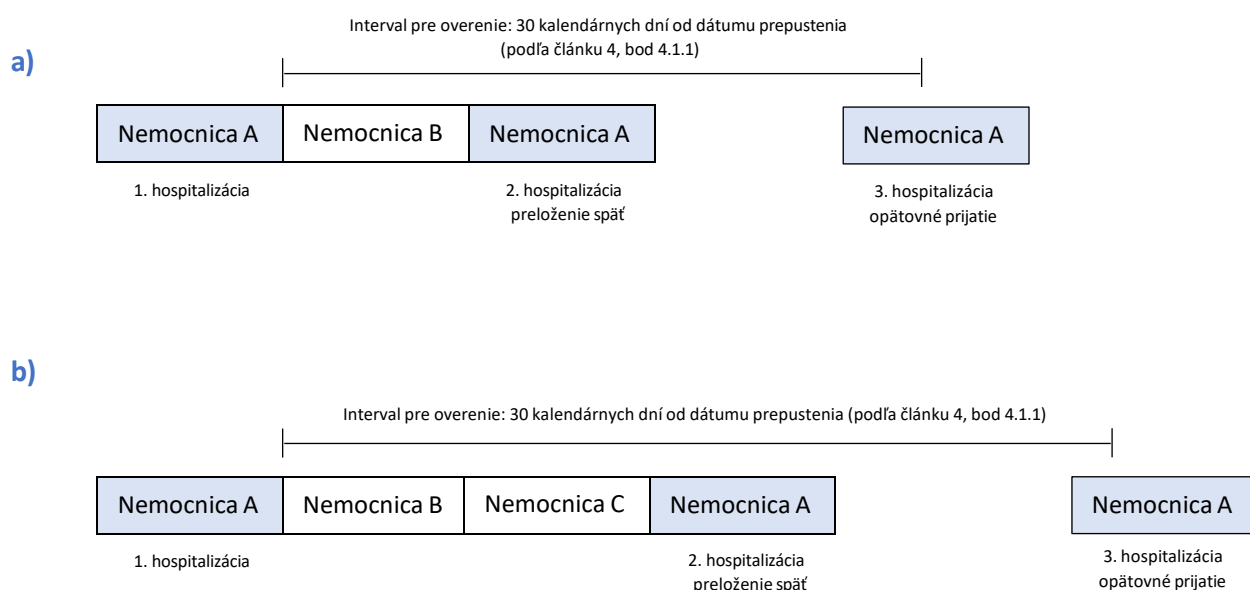 Interval pre overenie: 30 kalendárnych dní od dátumu prepustenia
(podľa článku 4, bod 4.1.1)
a)
Nemocnica A
Nemocnica B
Nemocnica A
Nemocnica A
1. hospitalizácia
2. hospitalizácia
preloženie späť
3. hospitalizácia
opätovné prijatie
b)
Interval pre overenie: 30 kalendárnych dní od dátumu prepustenia (podľa článku 4, bod 4.1.1)
Nemocnica A
Nemocnica B
Nemocnica C
Nemocnica A
Nemocnica A
1. hospitalizácia
2. hospitalizácia
preloženie späť
3. hospitalizácia
opätovné prijatie